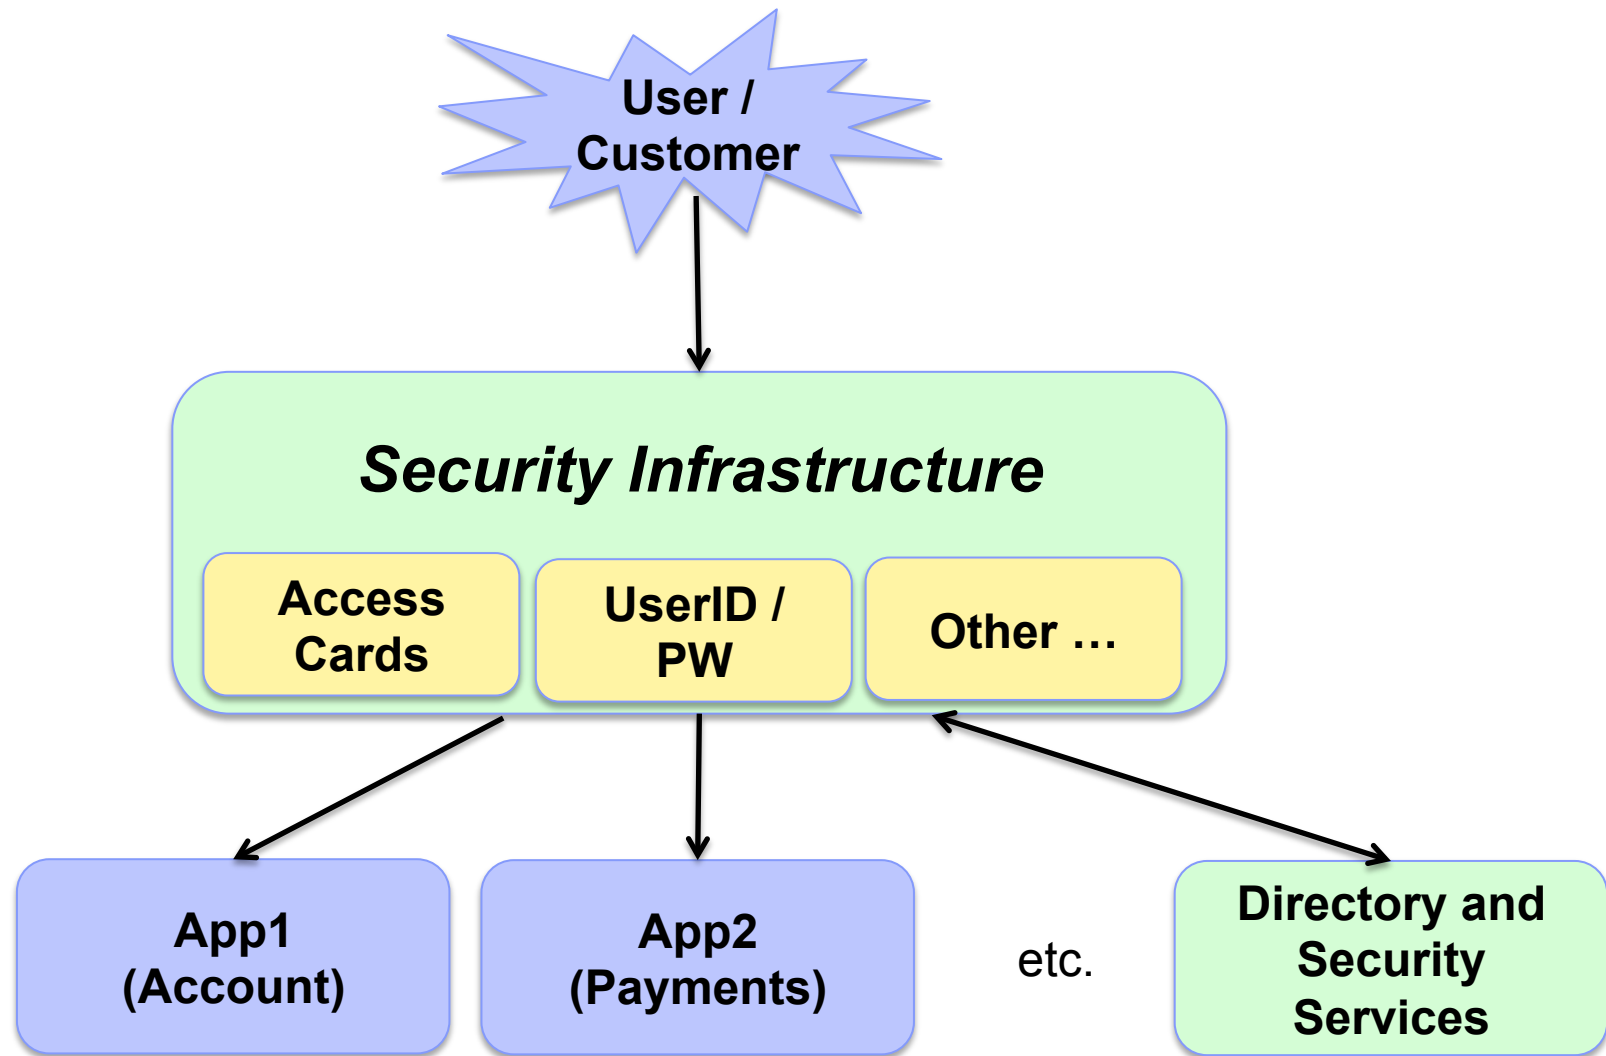 User /
Customer
Security Infrastructure
Access
Cards
UserID /
PW
Other …
App1
(Account)
App2
(Payments)
etc.
Directory and
Security
Services